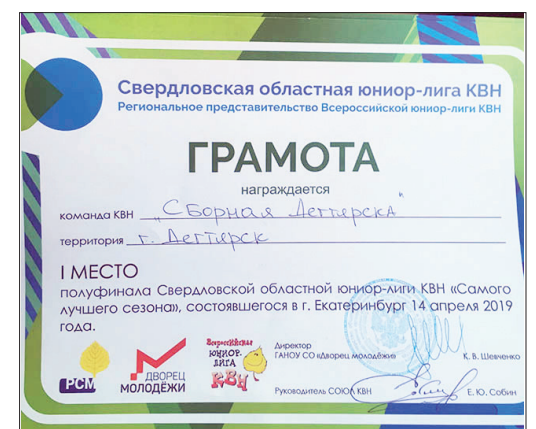 Свердловская областная юниор-лига КВН
Региональное представительство Всероссийской юниор-лиги КВН
ГРАМОТА
награждается
команда КВН „Сборная Дегтярска"
территория г. Дегтярск
I МЕСТО
полуфинала Свердловской областной юниор-лиги КВН «Самого
лучшего сезона», состоявшегося в г. Екатеринбург 14 апреля 2019
года.
РСМ
ДВОРЕЦ
МОЛОДЁЖИ
Всероссийская
ЮНИОР-
ЛИГА
КВН
Директор
ГАНОУ СО «Дворец молодёжи»
К. В. Шевченко
Руководитель СОЮЛ КВН
Е. Ю. Собин